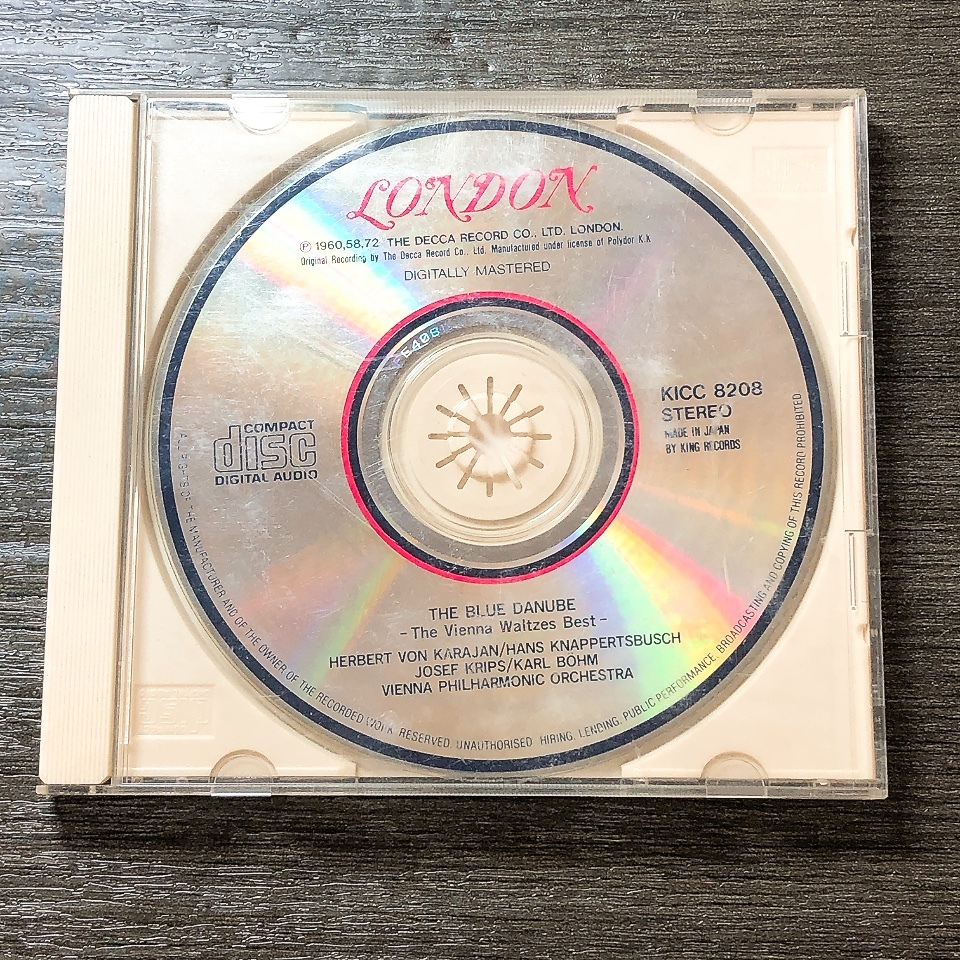 LONDON
℗ 1960,58,72 THE DECCA RECORD CO., LTD. LONDON.
Original Recording by The Decca Record Co., Ltd. Manufactured under license of Polydor K.K
DIGITALLY MASTERED
KICC 8208
STEREO
MADE IN JAPAN
BY KING RECORDS
COMPACT
disc
DIGITAL AUDIO
THE BLUE DANUBE
- The Vienna Waltzes Best -
HERBERT VON KARAJAN/HANS KNAPPERTSBUSCH
JOSEF KRIPS/KARL BÖHM
VIENNA PHILHARMONIC ORCHESTRA
ALL RIGHTS OF THE MANUFACTURER AND OF THE OWNER OF THE RECORDED WORK RESERVED. UNAUTHORISED HIRING, LENDING, PUBLIC PERFORMANCE, BROADCASTING AND COPYING OF THIS RECORD PROHIBITED